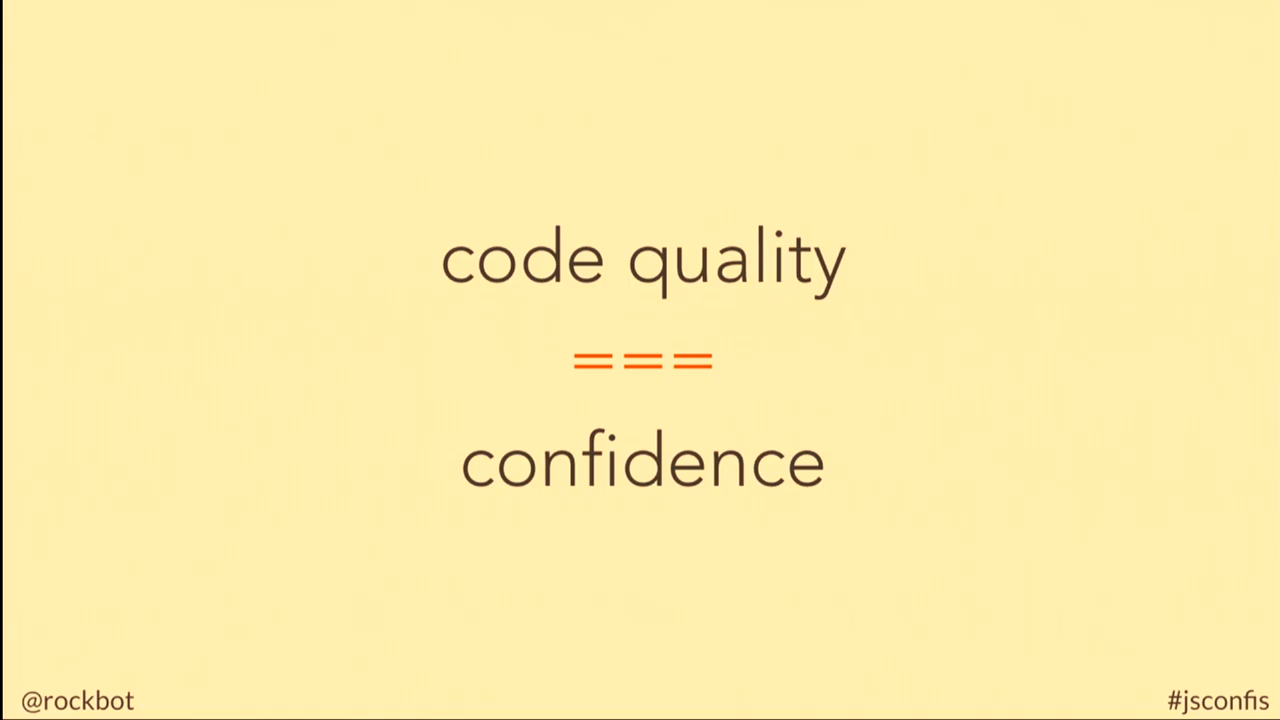 code quality
===
confidence
@rockbot
#jsconfis